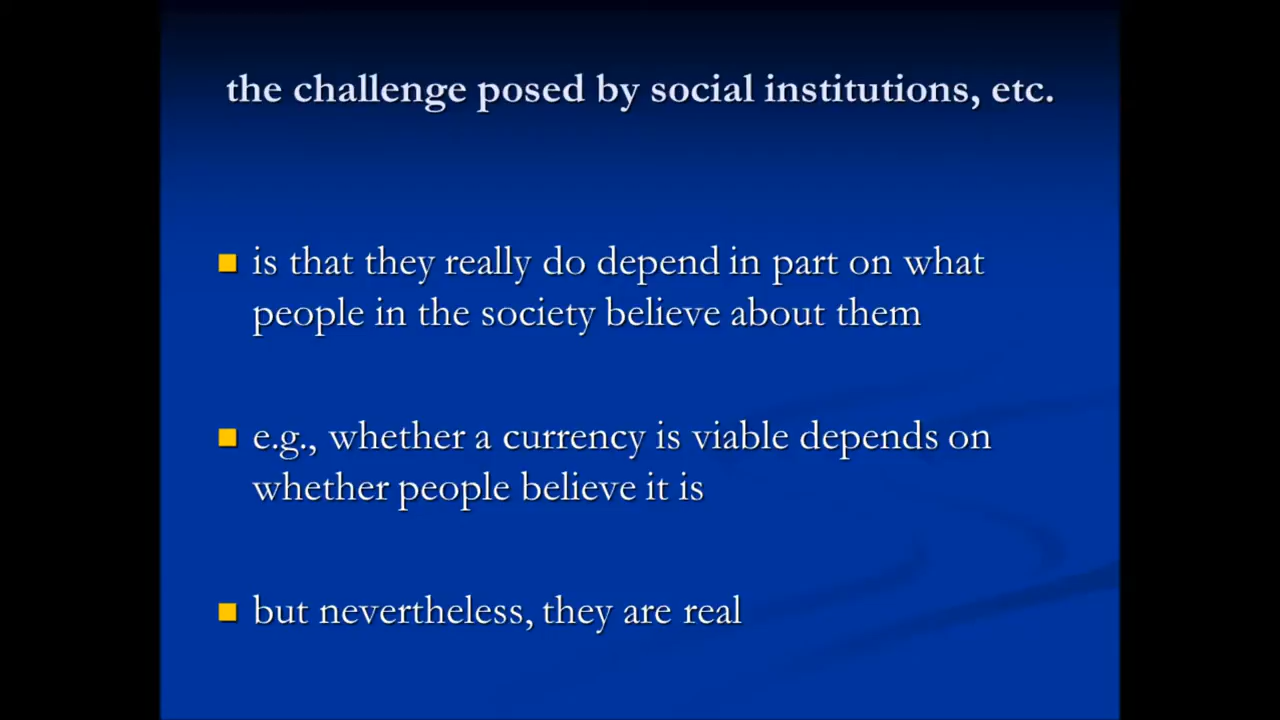 the challenge posed by social institutions, etc.
is that they really do depend in part on what
people in the society believe about them
e.g., whether a currency is viable depends on
whether people believe it is
but nevertheless, they are real